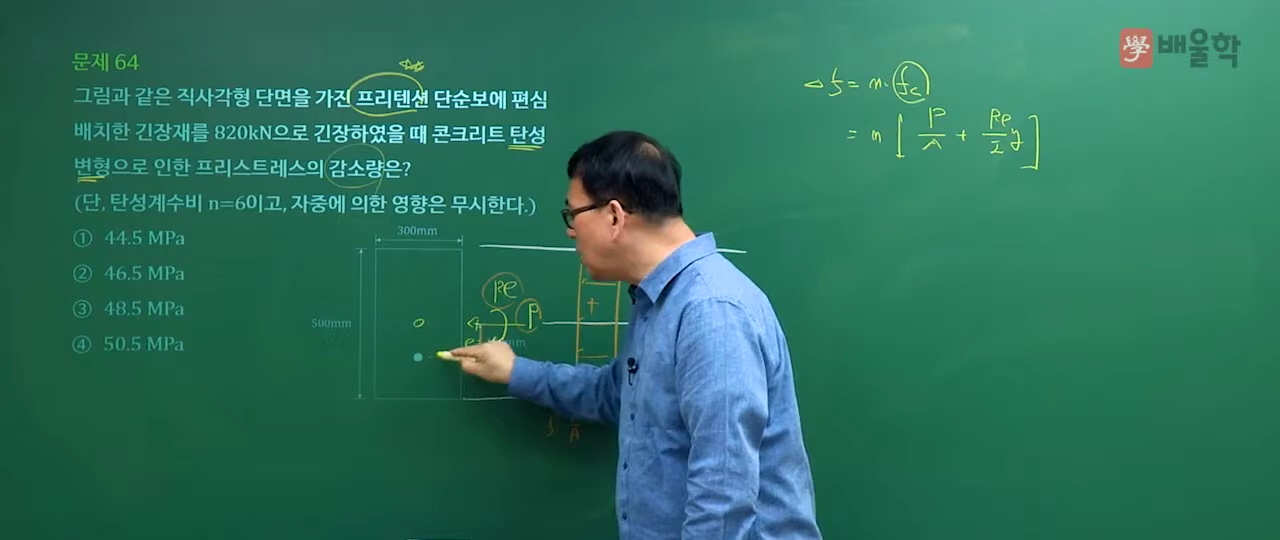 學 배울학
문제 64
그림과 같은 직사각형 단면을 가진 프리텐션 단순보에 편심
배치한 긴장재를 820kN으로 긴장하였을 때 콘크리트 탄성
변형으로 인한 프리스트레스의 감소량은?
(단, 탄성계수비 n=6이고, 자중에 의한 영향은 무시한다.)
① 44.5 MPa
② 46.5 MPa
③ 48.5 MPa
④ 50.5 MPa
300mm
500mm
Pe
P
+
Δf = n · fc
= n [ P/A + Pe/I y ]